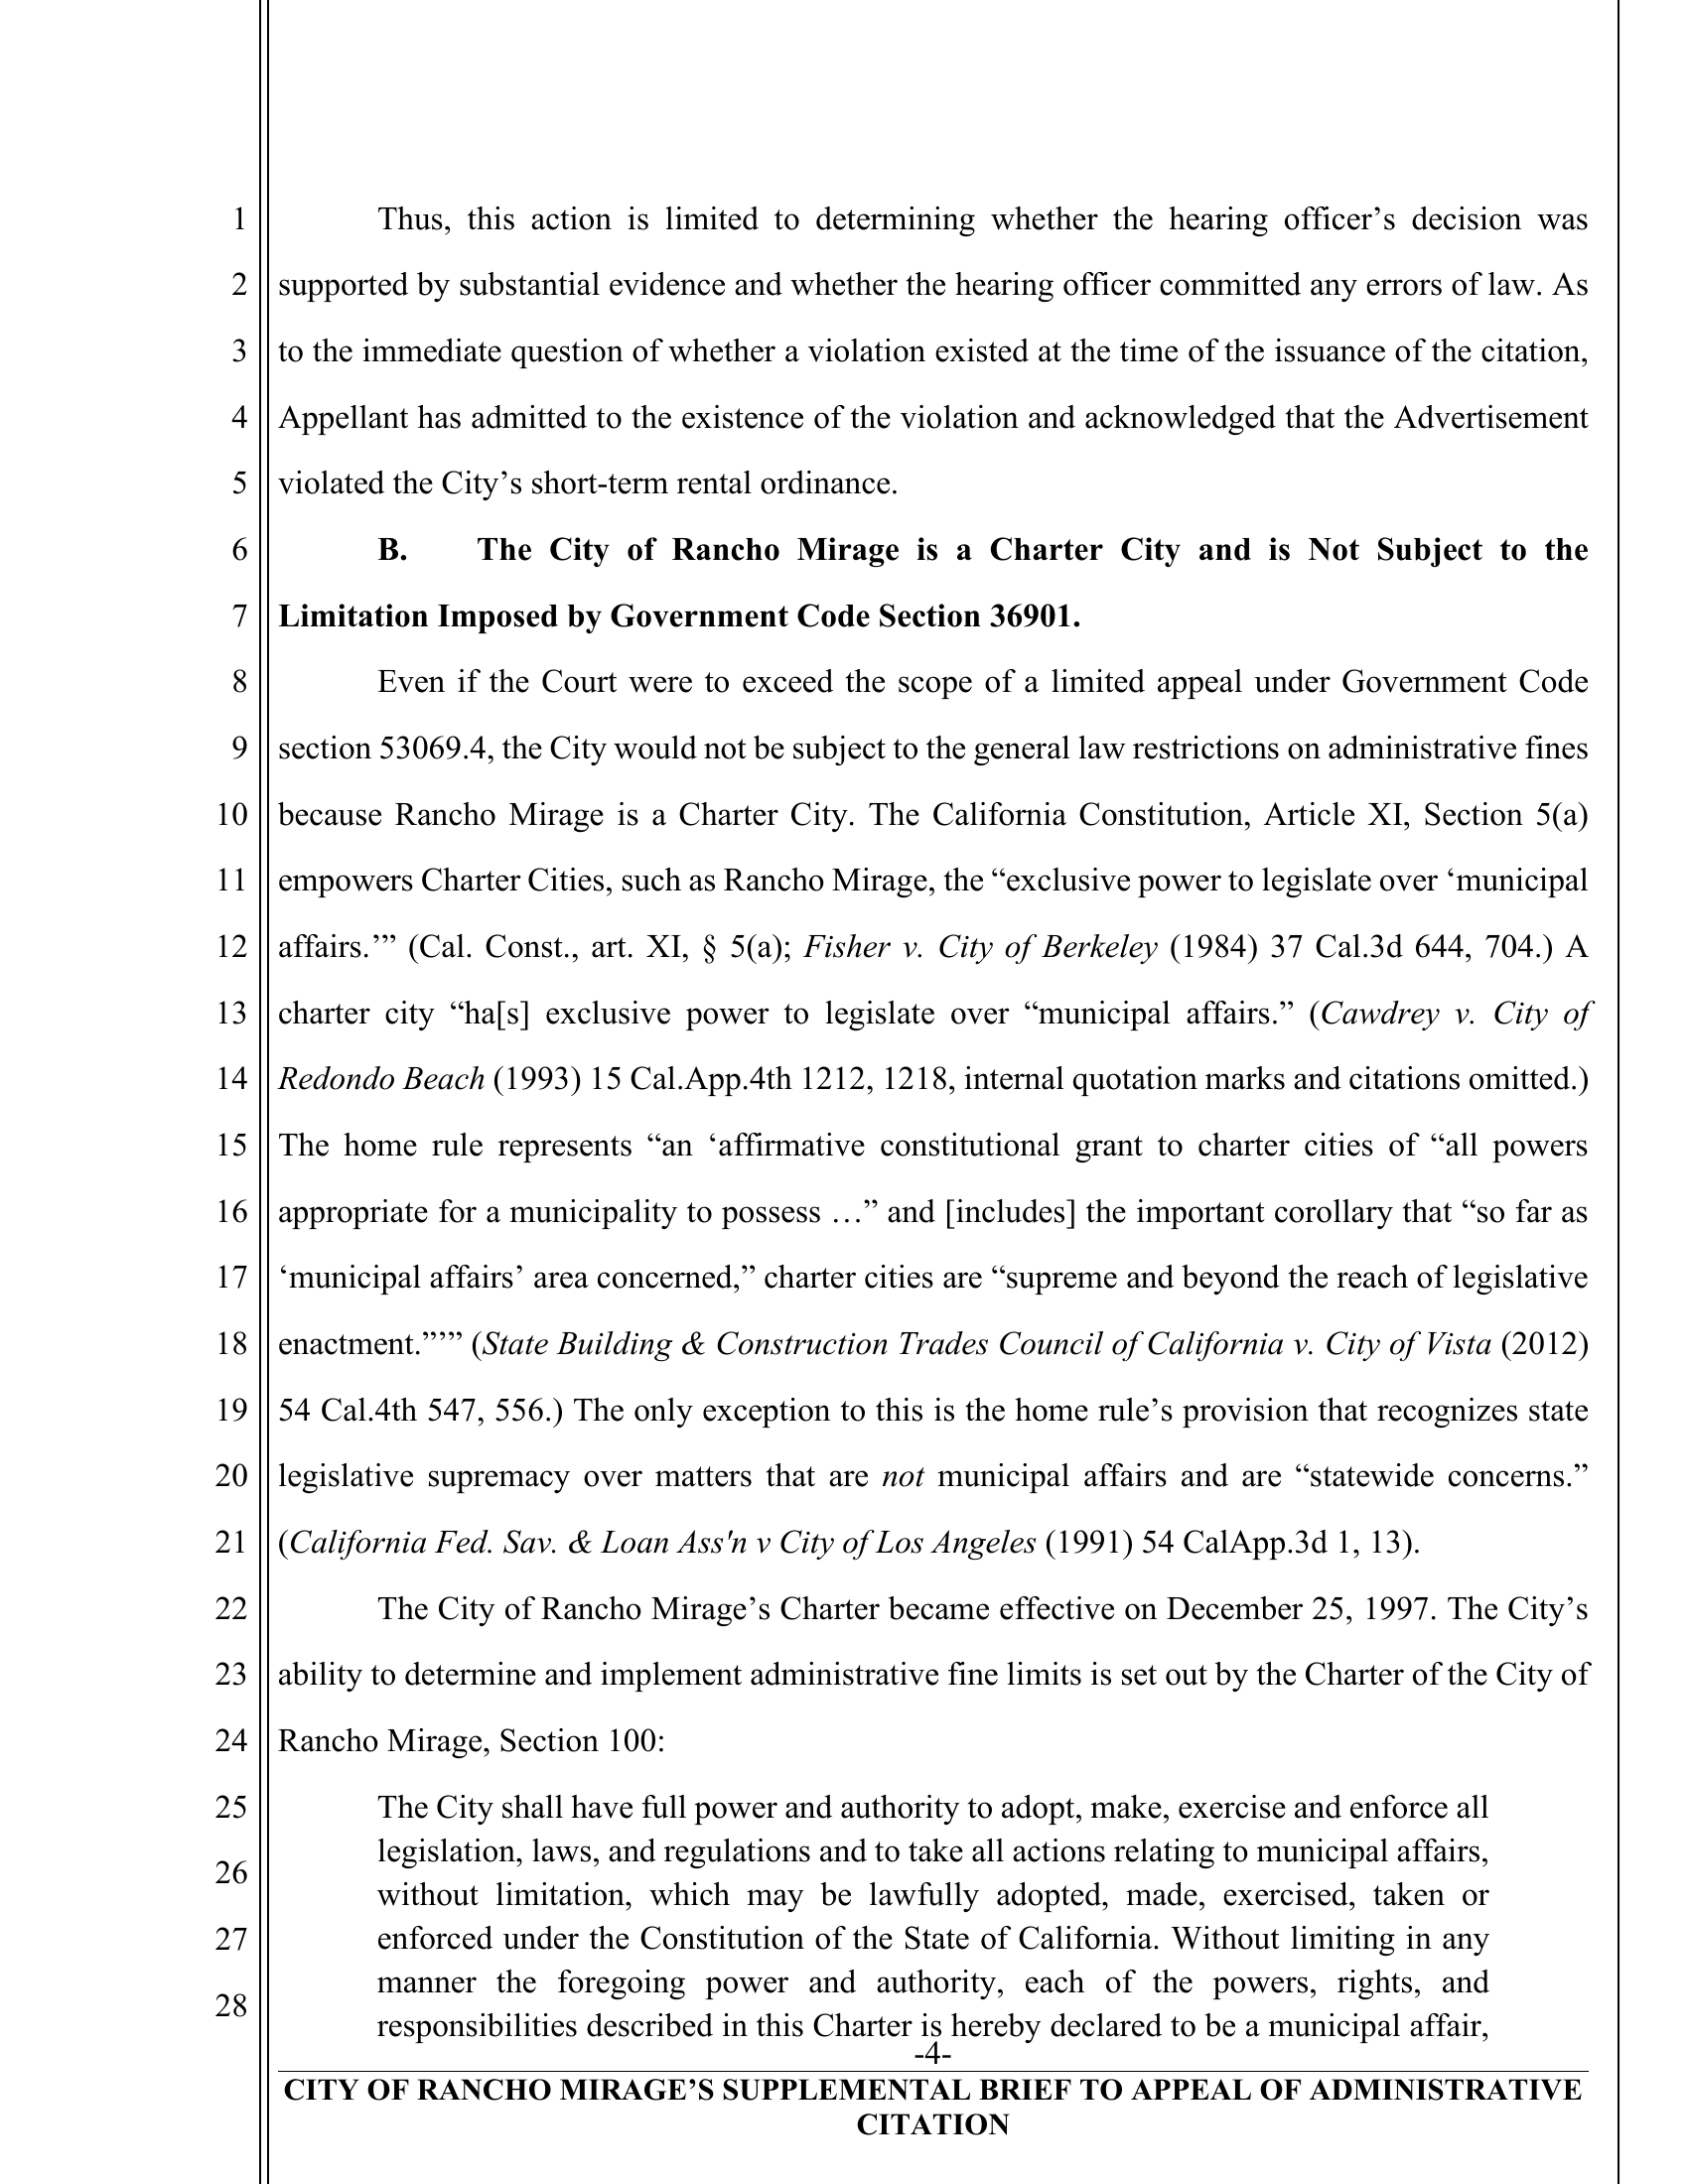 1 Thus, this action is limited to determining whether the hearing officer’s decision was
2 supported by substantial evidence and whether the hearing officer committed any errors of law. As
3 to the immediate question of whether a violation existed at the time of the issuance of the citation,
4 Appellant has admitted to the existence of the violation and acknowledged that the Advertisement
5 violated the City’s short-term rental ordinance.
6 B. The City of Rancho Mirage is a Charter City and is Not Subject to the
7 Limitation Imposed by Government Code Section 36901.
8 Even if the Court were to exceed the scope of a limited appeal under Government Code
9 section 53069.4, the City would not be subject to the general law restrictions on administrative fines
10 because Rancho Mirage is a Charter City. The California Constitution, Article XI, Section 5(a)
11 empowers Charter Cities, such as Rancho Mirage, the “exclusive power to legislate over ‘municipal
12 affairs.’” (Cal. Const., art. XI, § 5(a); Fisher v. City of Berkeley (1984) 37 Cal.3d 644, 704.) A
13 charter city “ha[s] exclusive power to legislate over “municipal affairs.” (Cawdrey v. City of
14 Redondo Beach (1993) 15 Cal.App.4th 1212, 1218, internal quotation marks and citations omitted.)
15 The home rule represents “an ‘affirmative constitutional grant to charter cities of “all powers
16 appropriate for a municipality to possess …” and [includes] the important corollary that “so far as
17 ‘municipal affairs’ area concerned,” charter cities are “supreme and beyond the reach of legislative
18 enactment.”’” (State Building & Construction Trades Council of California v. City of Vista (2012)
19 54 Cal.4th 547, 556.) The only exception to this is the home rule’s provision that recognizes state
20 legislative supremacy over matters that are not municipal affairs and are “statewide concerns.”
21 (California Fed. Sav. & Loan Ass'n v City of Los Angeles (1991) 54 CalApp.3d 1, 13).
22 The City of Rancho Mirage’s Charter became effective on December 25, 1997. The City’s
23 ability to determine and implement administrative fine limits is set out by the Charter of the City of
24 Rancho Mirage, Section 100:
25 The City shall have full power and authority to adopt, make, exercise and enforce all
legislation, laws, and regulations and to take all actions relating to municipal affairs,
26
without limitation, which may be lawfully adopted, made, exercised, taken or
27 enforced under the Constitution of the State of California. Without limiting in any
manner the foregoing power and authority, each of the powers, rights, and
28
responsibilities described in this Charter is hereby declared to be a municipal affair,
-4-
CITY OF RANCHO MIRAGE’S SUPPLEMENTAL BRIEF TO APPEAL OF ADMINISTRATIVE
CITATION